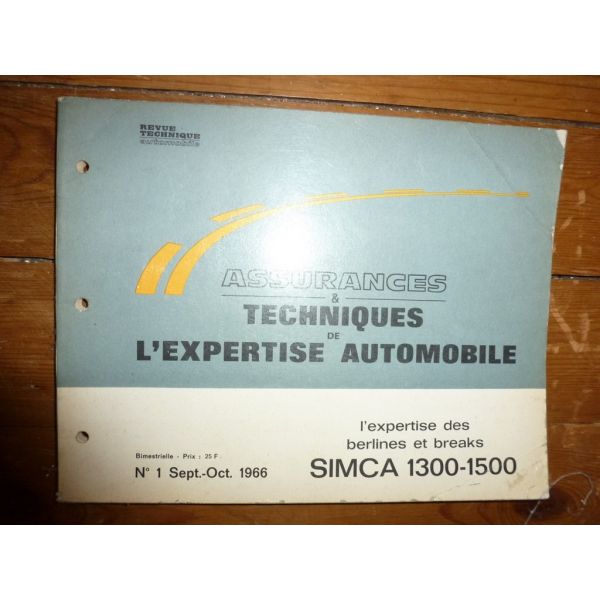 REVUE
TECHNIQUE
automobile
ASSURANCES
&
TECHNIQUES
DE
L'EXPERTISE AUTOMOBILE
l'expertise des
berlines et breaks
Bimestrielle - Prix : 25 F
N° 1 Sept.-Oct. 1966
SIMCA 1300-1500